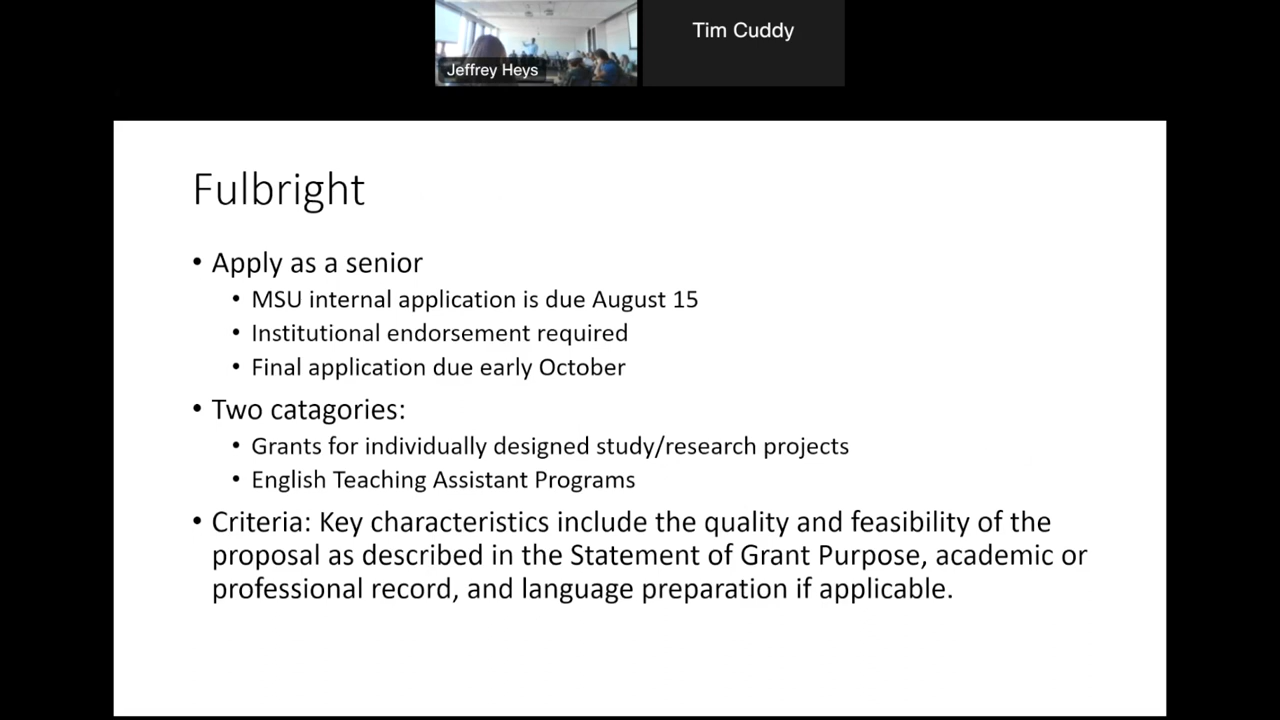 Tim Cuddy
Jeffrey Heys
Fulbright
• Apply as a senior
• MSU internal application is due August 15
• Institutional endorsement required
• Final application due early October
• Two catagories:
• Grants for individually designed study/research projects
• English Teaching Assistant Programs
• Criteria: Key characteristics include the quality and feasibility of the
proposal as described in the Statement of Grant Purpose, academic or
professional record, and language preparation if applicable.